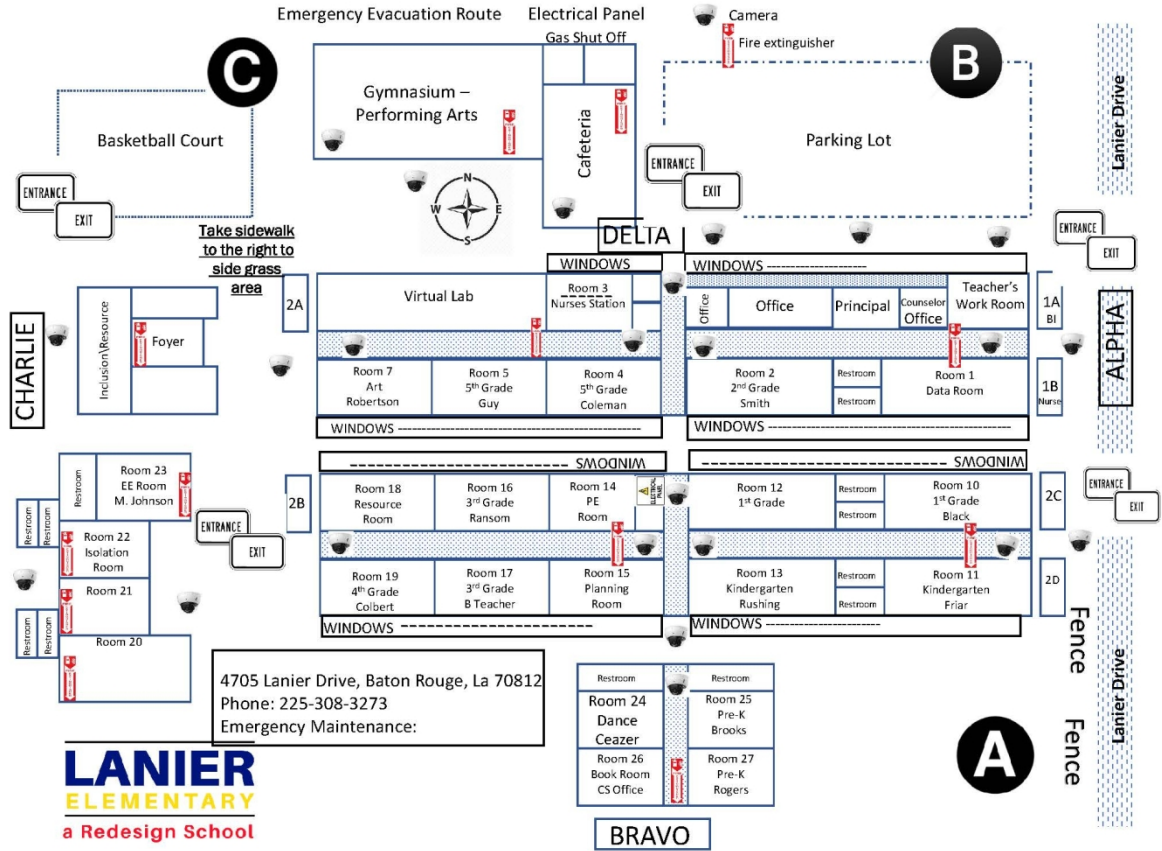 Emergency Evacuation Route
Electrical Panel
Gas Shut Off
Camera
Fire extinguisher
C
B
Basketball Court
Gymnasium –
Performing Arts
Cafeteria
Parking Lot
Lanier Drive
ENTRANCE
EXIT
ENTRANCE
EXIT
N
W E
S
Take sidewalk
to the right to
side grass
area
DELTA
ENTRANCE
EXIT
WINDOWS
WINDOWS ---------------------
2A
Virtual Lab
Room 3
Nurses Station
Office
Office
Principal
Counselor
Office
Teacher's
Work Room
1A
BI
CHARLIE
Inclusion\Resource
Foyer
ALPHA
Room 7
Art
Robertson
Room 5
5th Grade
Guy
Room 4
5th Grade
Coleman
Room 2
2nd Grade
Smith
Restroom
Restroom
Room 1
Data Room
1B
Nurse
WINDOWS ---------------------
WINDOWS ---------------------
WINDOWS ---------------------
WINDOWS ---------------------
Restroom
Room 23
EE Room
M. Johnson
2B
Room 18
Resource
Room
Room 16
3rd Grade
Ransom
Room 14
PE
Room
ELECTRICAL
PANEL
Room 12
1st Grade
Restroom
Restroom
Room 10
1st Grade
Black
2C
ENTRANCE
EXIT
Restroom
Restroom
Room 22
Isolation
Room
ENTRANCE
EXIT
Room 19
4th Grade
Colbert
Room 17
3rd Grade
B Teacher
Room 15
Planning
Room
Room 13
Kindergarten
Rushing
Restroom
Restroom
Room 11
Kindergarten
Friar
2D
Room 21
Restroom
Restroom
Room 20
WINDOWS ---------------------
WINDOWS ---------------------
Fence
Fence
Lanier Drive
4705 Lanier Drive, Baton Rouge, La 70812
Phone: 225-308-3273
Emergency Maintenance:
Restroom
Restroom
Room 24
Dance
Ceazer
Room 25
Pre-K
Brooks
Room 26
Book Room
CS Office
Room 27
Pre-K
Rogers
A
BRAVO
LANIER
ELEMENTARY
a Redesign School